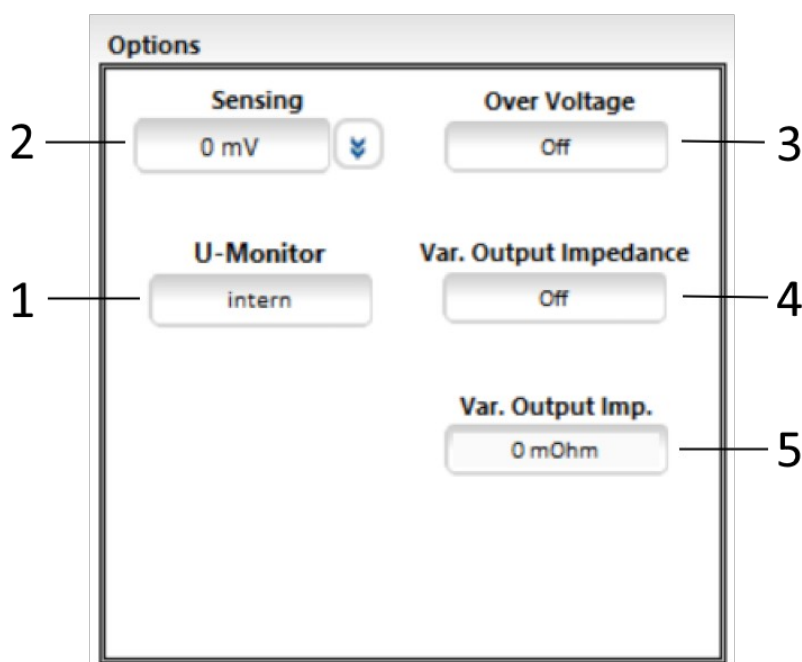 Options
Sensing Over Voltage
2 0 mV Off 3
U-Monitor Var. Output Impedance
1 intern Off 4
Var. Output Imp.
0 mOhm 5